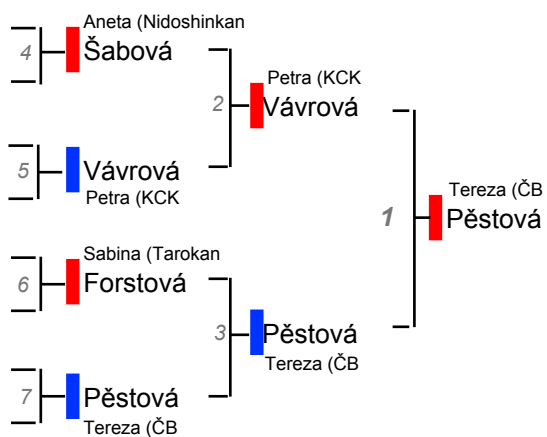 Aneta (Nidoshinkan
4
Šabová
2
Petra (KCK
Vávrová
5
Vávrová
Petra (KCK
1
Tereza (ČB
Pěstová
Sabina (Tarokan
6
Forstová
3
Pěstová
Tereza (ČB
7
Pěstová
Tereza (ČB